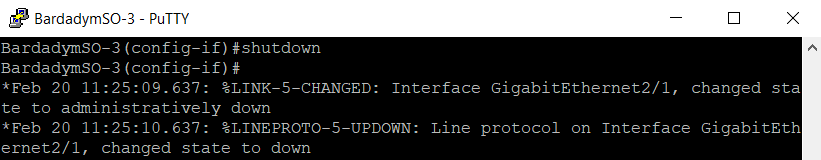 BardadymSO-3 - PuTTY
BardadymSO-3(config-if)#shutdown
BardadymSO-3(config-if)#
*Feb 20 11:25:09.637: %LINK-5-CHANGED: Interface GigabitEthernet2/1, changed sta
te to administratively down
*Feb 20 11:25:10.637: %LINEPROTO-5-UPDOWN: Line protocol on Interface GigabitEth
ernet2/1, changed state to down